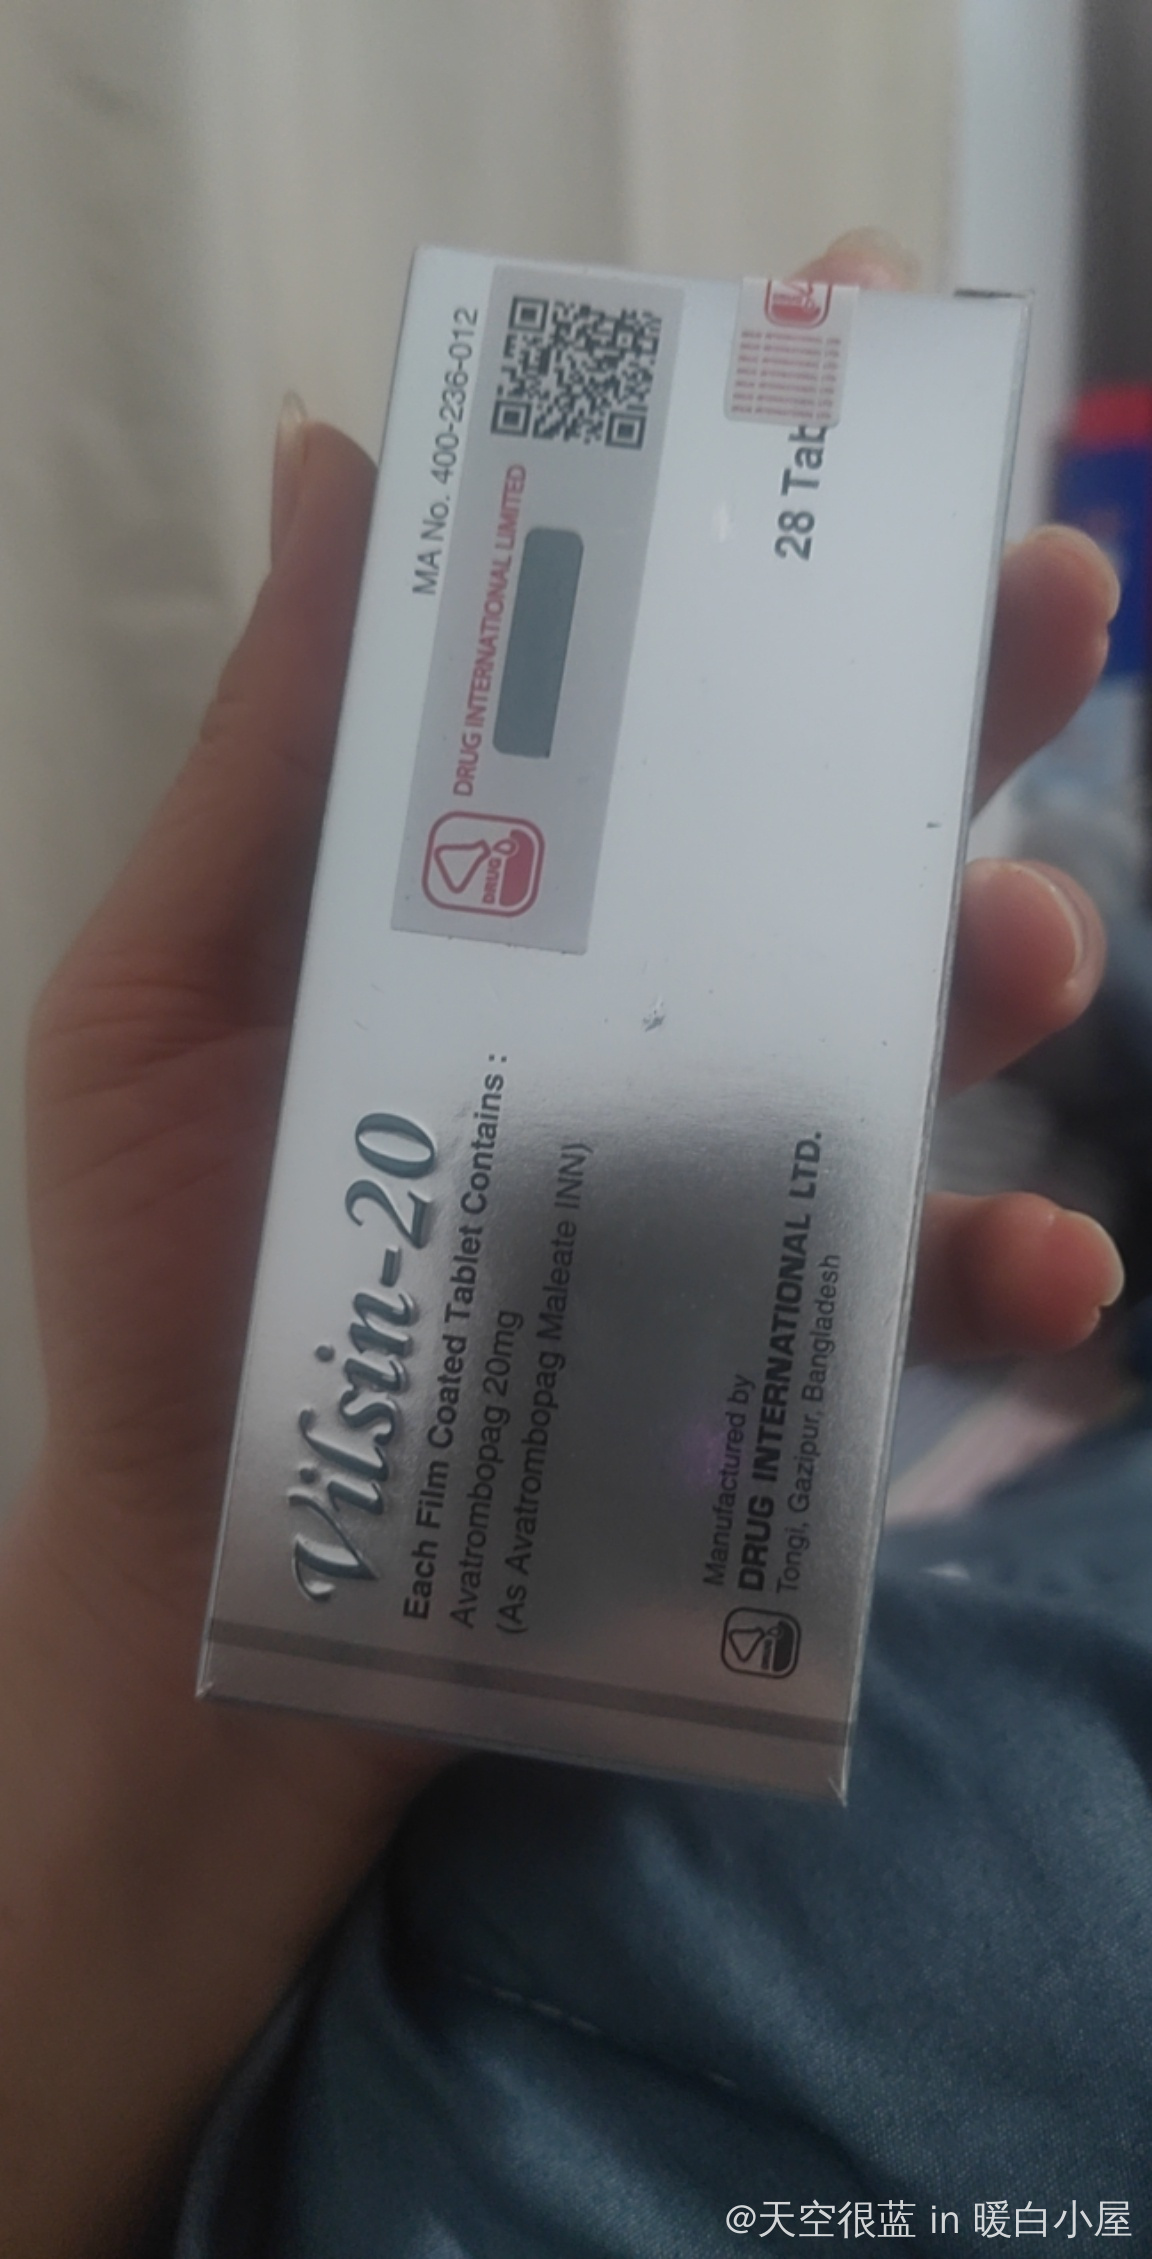 MA No. 400-236-012
DRUG INTERNATIONAL LIMITED
DRUG
28 Tab
Vilsin-20
Each Film Coated Tablet Contains :
Avatrombopag 20mg
(As Avatrombopag Maleate INN)
Manufactured by
DRUG INTERNATIONAL LTD.
Tongi, Gazipur, Bangladesh
@天空很蓝 in 暖白小屋